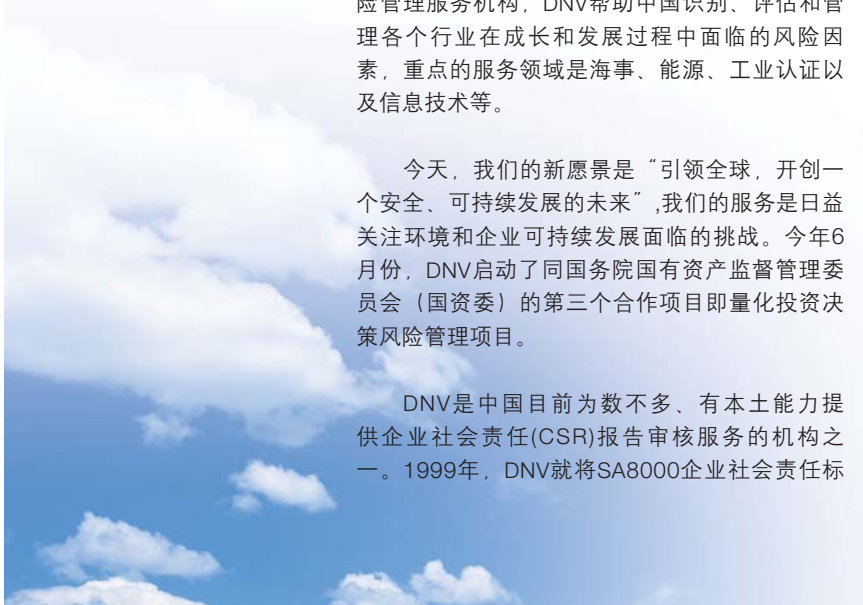 险管理服务机构，DNV帮助中国识别、评估和管
理各个行业在成长和发展过程中面临的风险因
素，重点的服务领域是海事、能源、工业认证以
及信息技术等。
今天，我们的新愿景是“引领全球，开创一
个安全、可持续发展的未来”,我们的服务是日益
关注环境和企业可持续发展面临的挑战。今年6
月份，DNV启动了同国务院国有资产监督管理委
员会（国资委）的第三个合作项目即量化投资决
策风险管理项目。
DNV是中国目前为数不多、有本土能力提
供企业社会责任(CSR)报告审核服务的机构之
一。1999年，DNV就将SA8000企业社会责任标